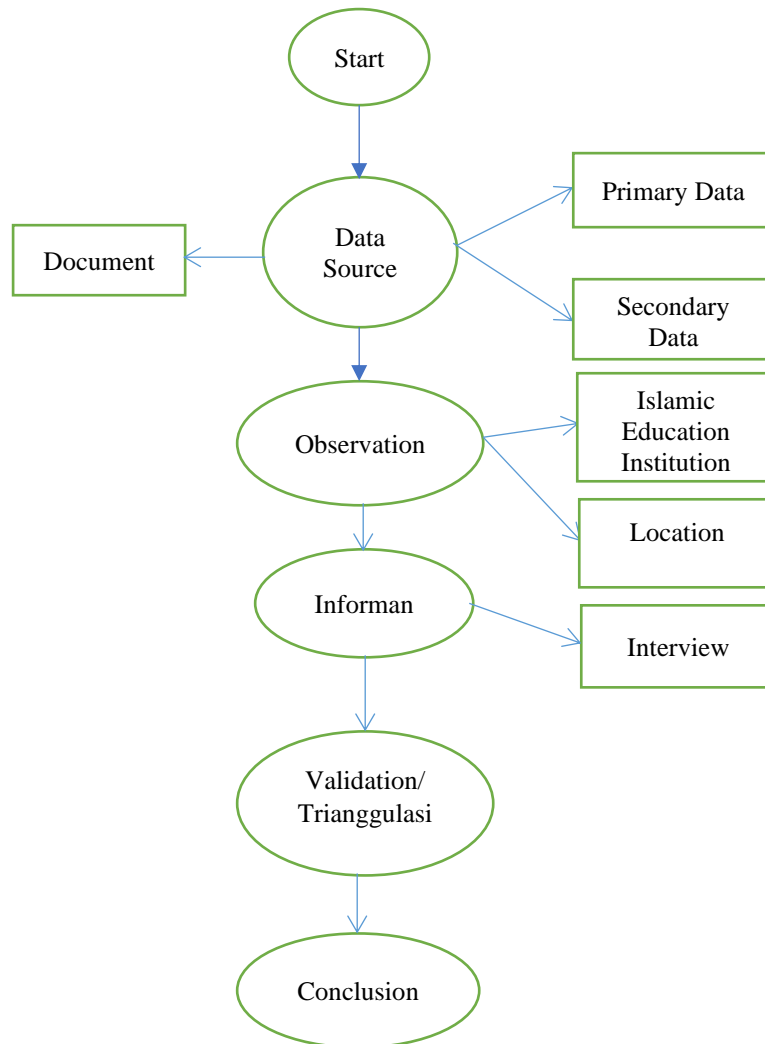 Start
Primary Data
Document
Data
Source
Secondary
Data
Islamic
Education
Institution
Observation
Location
Informan
Interview
Validation/
Trianggulasi
Conclusion